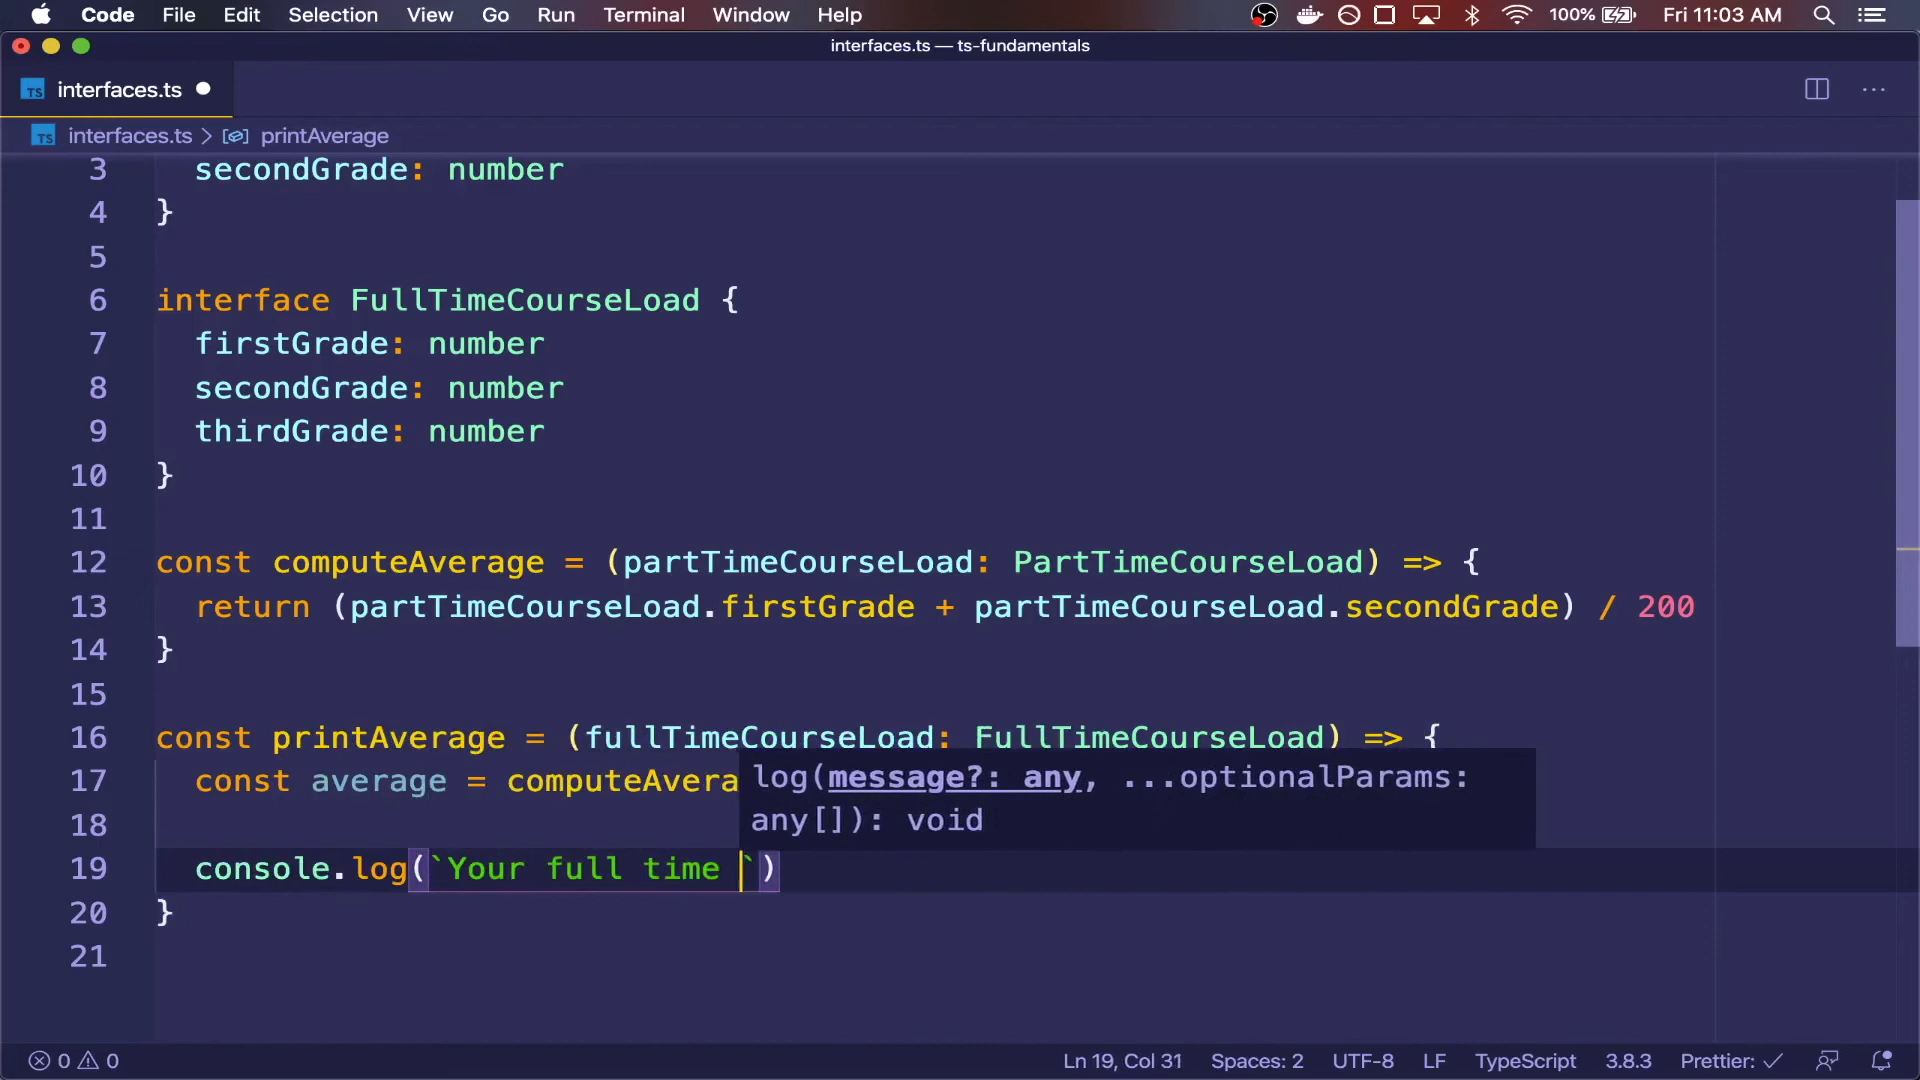 Code File Edit Selection View Go Run Terminal Window Help 100% Fri 11:03 AM
interfaces.ts — ts-fundamentals
TS interfaces.ts
TS interfaces.ts > printAverage
3 secondGrade: number
4 }
5
6 interface FullTimeCourseLoad {
7 firstGrade: number
8 secondGrade: number
9 thirdGrade: number
10 }
11
12 const computeAverage = (partTimeCourseLoad: PartTimeCourseLoad) => {
13 return (partTimeCourseLoad.firstGrade + partTimeCourseLoad.secondGrade) / 200
14 }
15
16 const printAverage = (fullTimeCourseLoad: FullTimeCourseLoad) => {
17 const average = computeAvera
log(message?: any, ...optionalParams:
any[]): void
18
19 console.log(`Your full time `)
20 }
21
0 0 Ln 19, Col 31 Spaces: 2 UTF-8 LF TypeScript 3.8.3 Prettier: ✓